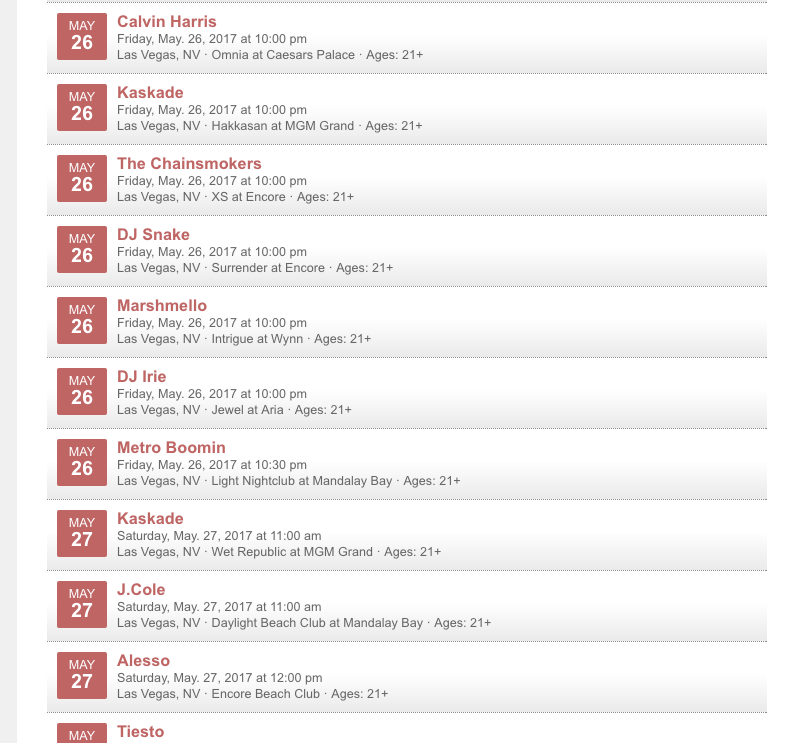 MAY
26
Calvin Harris
Friday, May. 26, 2017 at 10:00 pm
Las Vegas, NV · Omnia at Caesars Palace · Ages: 21+
MAY
26
Kaskade
Friday, May. 26, 2017 at 10:00 pm
Las Vegas, NV · Hakkasan at MGM Grand · Ages: 21+
MAY
26
The Chainsmokers
Friday, May. 26, 2017 at 10:00 pm
Las Vegas, NV · XS at Encore · Ages: 21+
MAY
26
DJ Snake
Friday, May. 26, 2017 at 10:00 pm
Las Vegas, NV · Surrender at Encore · Ages: 21+
MAY
26
Marshmello
Friday, May. 26, 2017 at 10:00 pm
Las Vegas, NV · Intrigue at Wynn · Ages: 21+
MAY
26
DJ Irie
Friday, May. 26, 2017 at 10:00 pm
Las Vegas, NV · Jewel at Aria · Ages: 21+
MAY
26
Metro Boomin
Friday, May. 26, 2017 at 10:30 pm
Las Vegas, NV · Light Nightclub at Mandalay Bay · Ages: 21+
MAY
27
Kaskade
Saturday, May. 27, 2017 at 11:00 am
Las Vegas, NV · Wet Republic at MGM Grand · Ages: 21+
MAY
27
J.Cole
Saturday, May. 27, 2017 at 11:00 am
Las Vegas, NV · Daylight Beach Club at Mandalay Bay · Ages: 21+
MAY
27
Alesso
Saturday, May. 27, 2017 at 12:00 pm
Las Vegas, NV · Encore Beach Club · Ages: 21+
MAY
Tiesto